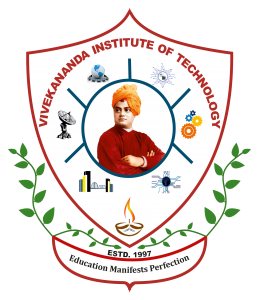 VIVEKANANDA INSTITUTE OF TECHNOLOGY
ESTD. 1997
Education Manifests Perfection